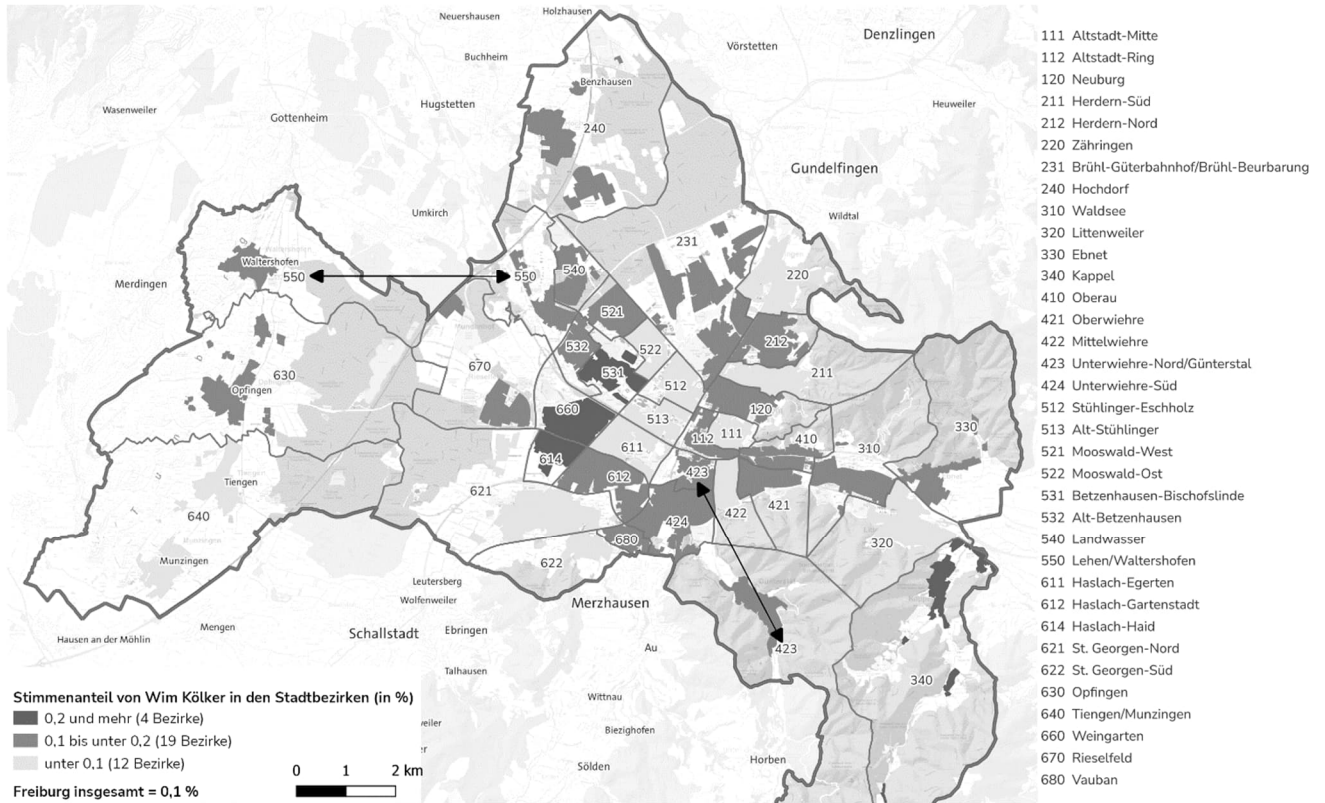 Neuershausen
Holzhausen
Denzlingen
Vörstetten
Buchheim
Benzhausen
Heuweiler
Hugstetten
Wasenweiler
Gottenheim
240
Gundelfingen
Umkirch
Wildtal
231
Waltershofen
550
550
540
220
Merdingen
521
212
532
522
630
670
531
211
Opfingen
512
660
120
513
330
112
111
410
310
611
614
423
612
Tiengen
621
422
421
640
424
680
320
Munzingen
622
Leutersberg
Wolfenweiler
Merzhausen
Mengen
Schallstadt
Ebringen
Hausen an der Möhlin
Au
423
Talhausen
340
Wittnau
Biezighofen
Horben
Sölden
Stimmenanteil von Wim Kölker in den Stadtbezirken (in %)
0,2 und mehr (4 Bezirke)
0,1 bis unter 0,2 (19 Bezirke)
unter 0,1 (12 Bezirke)
Freiburg insgesamt = 0,1 %
0 1 2 km
111 Altstadt-Mitte
112 Altstadt-Ring
120 Neuburg
211 Herdern-Süd
212 Herdern-Nord
220 Zähringen
231 Brühl-Güterbahnhof/Brühl-Beurbarung
240 Hochdorf
310 Waldsee
320 Littenweiler
330 Ebnet
340 Kappel
410 Oberau
421 Oberwiehre
422 Mittelwiehre
423 Unterwiehre-Nord/Günterstal
424 Unterwiehre-Süd
512 Stühlinger-Eschholz
513 Alt-Stühlinger
521 Mooswald-West
522 Mooswald-Ost
531 Betzenhausen-Bischofslinde
532 Alt-Betzenhausen
540 Landwasser
550 Lehen/Waltershofen
611 Haslach-Egerten
612 Haslach-Gartenstadt
614 Haslach-Haid
621 St. Georgen-Nord
622 St. Georgen-Süd
630 Opfingen
640 Tiengen/Munzingen
660 Weingarten
670 Rieselfeld
680 Vauban